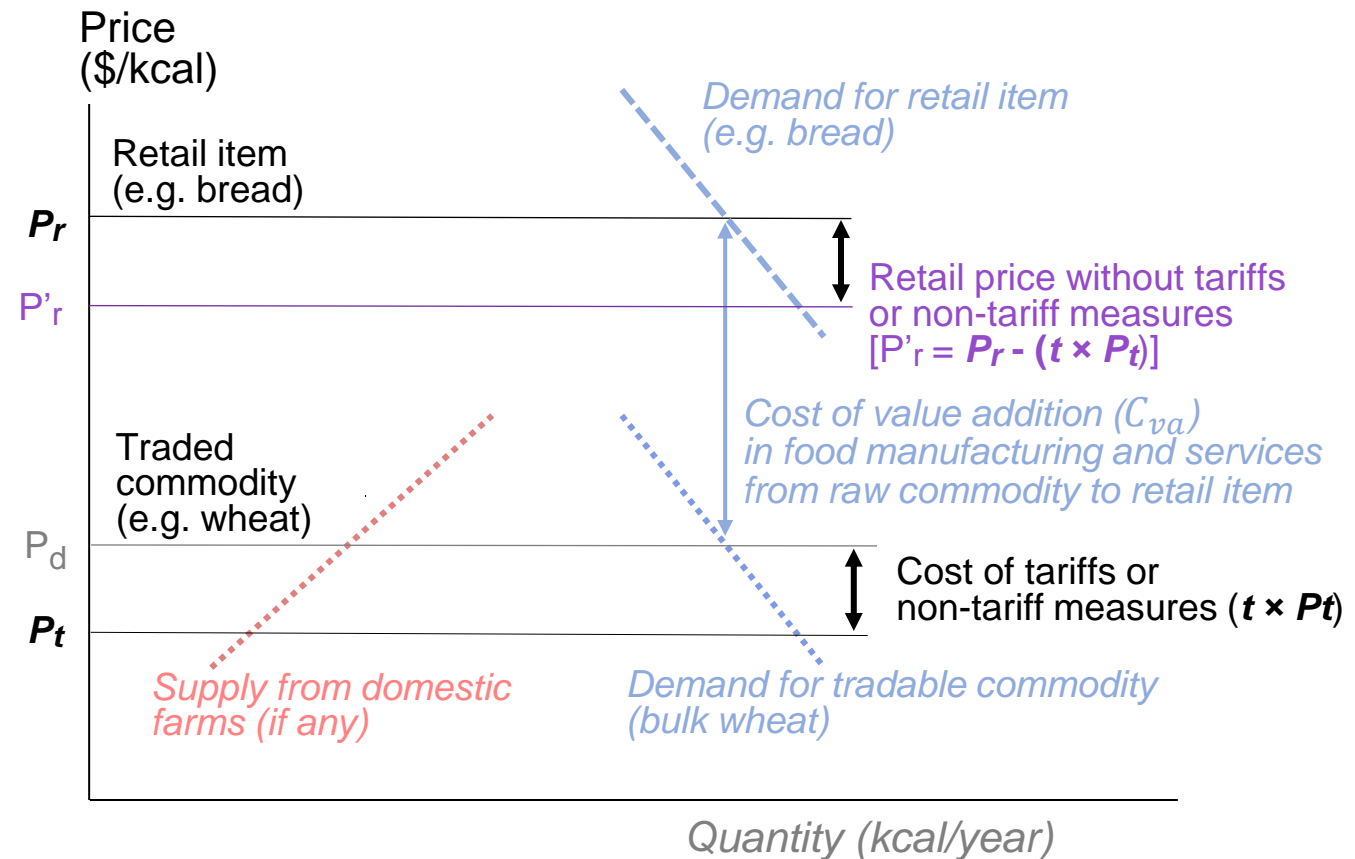 Price
($/kcal)
Demand for retail item
(e.g. bread)
Retail item
(e.g. bread)
Pr
P'r
Retail price without tariffs
or non-tariff measures
[P'r = Pr - (t × Pt)]
Cost of value addition (Cva)
in food manufacturing and services
from raw commodity to retail item
Traded
commodity
(e.g. wheat)
Pd
Cost of tariffs or
non-tariff measures (t × Pt)
Pt
Supply from domestic
farms (if any)
Demand for tradable commodity
(bulk wheat)
Quantity (kcal/year)